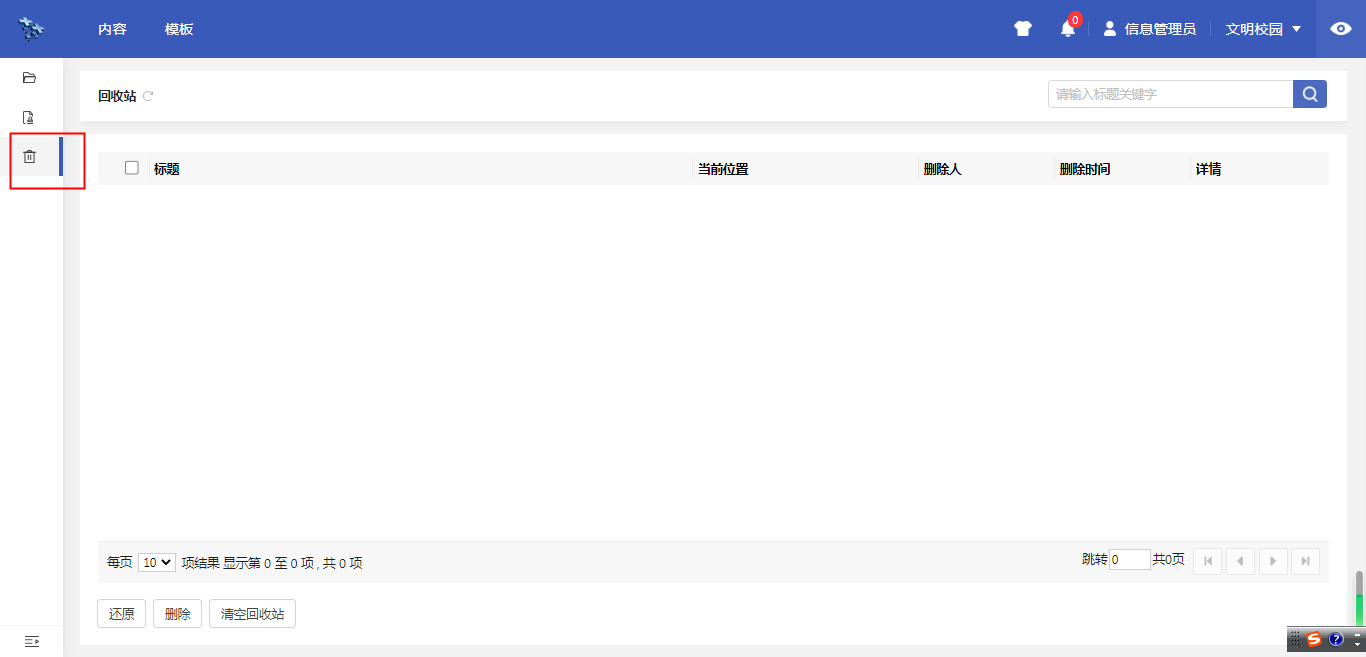 内容 模板 0 信息管理员 文明校园
回收站 请输入标题关键字
标题 当前位置 删除人 删除时间 详情
每页 10 项结果 显示第 0 至 0 项 , 共 0 项 跳转 0 共0页
还原 删除 清空回收站